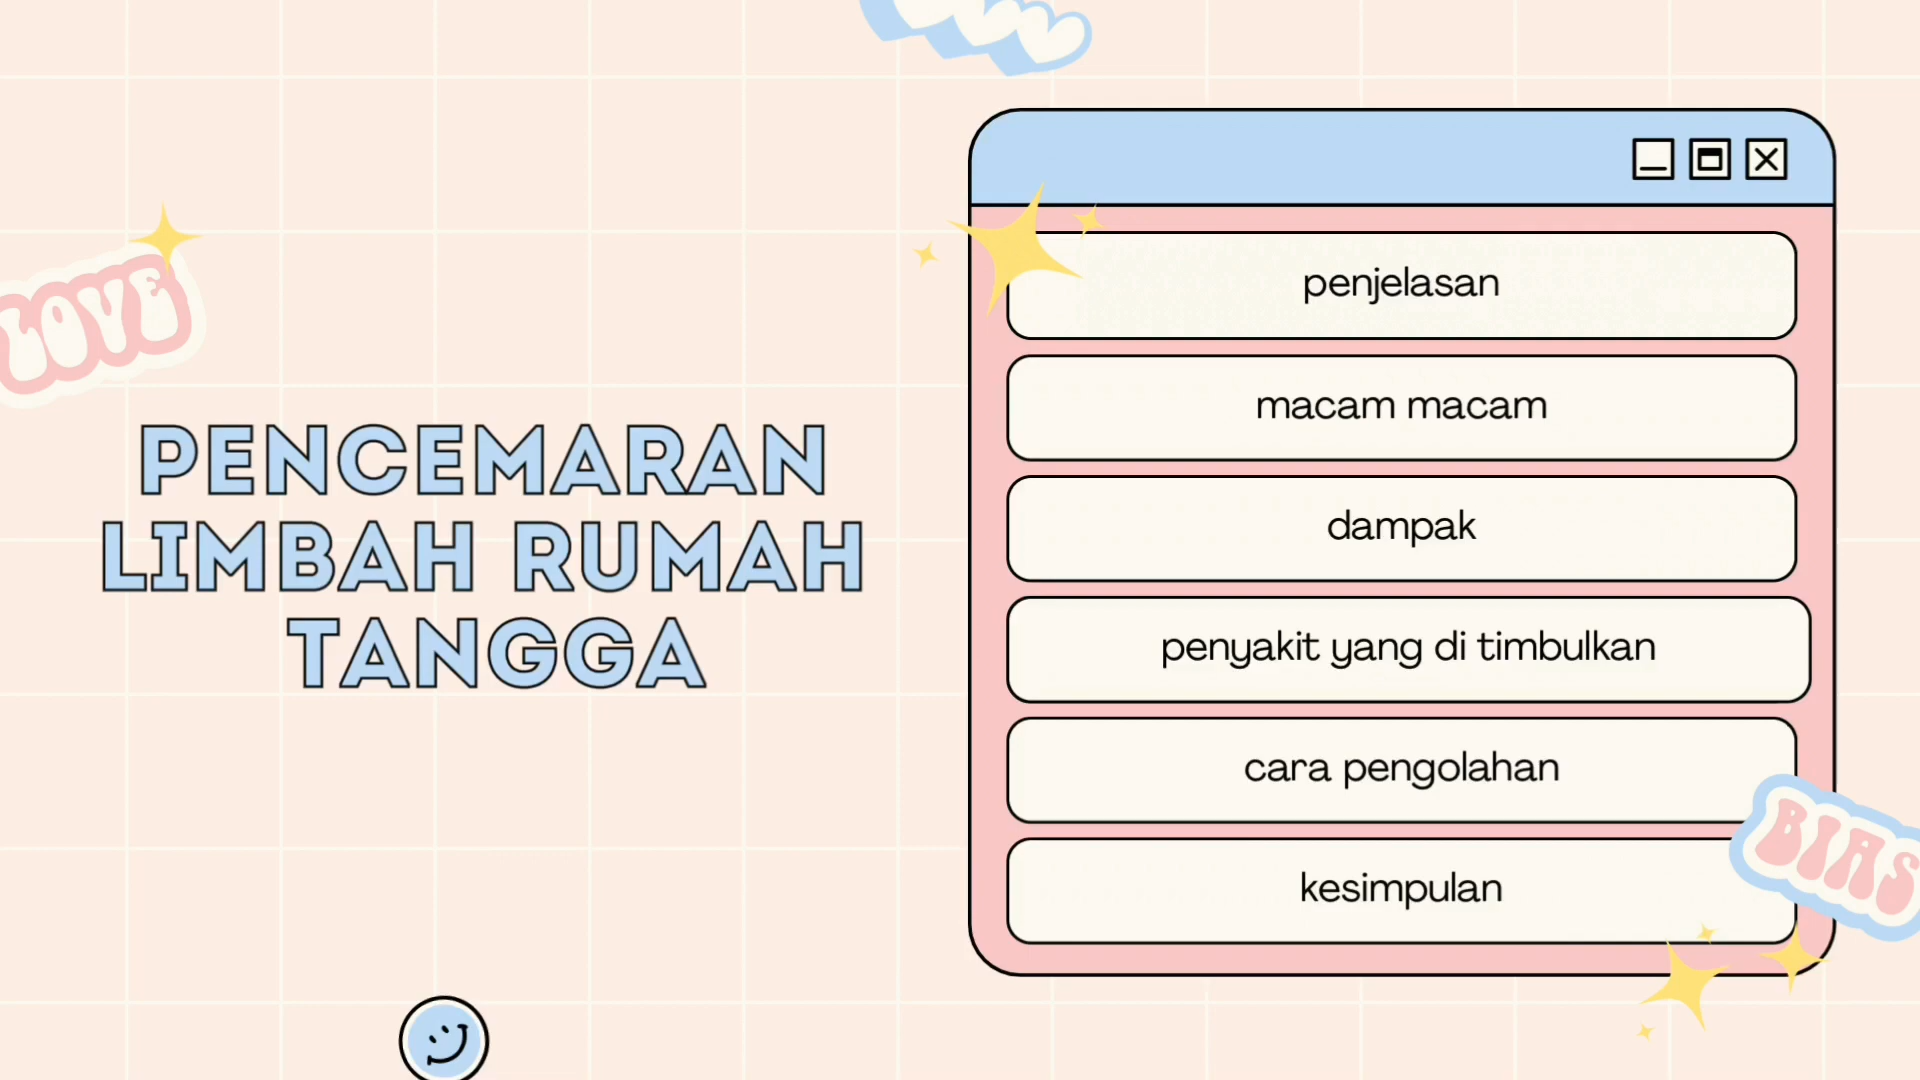 LOVE
PENCEMARAN
LIMBAH RUMAH
TANGGA
penjelasan
macam macam
dampak
penyakit yang di timbulkan
cara pengolahan
kesimpulan
BIAS